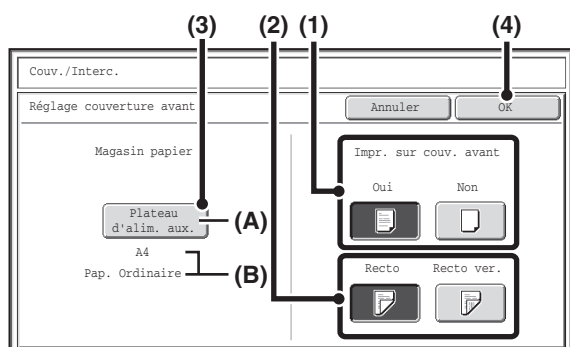 (3) (2) (1) (4)
Couv./Interc.
Réglage couverture avant Annuler OK
Magasin papier Impr. sur couv. avant
Oui Non
Plateau
d'alim. aux. (A)
A4
Pap. Ordinaire (B)
Recto Recto ver.